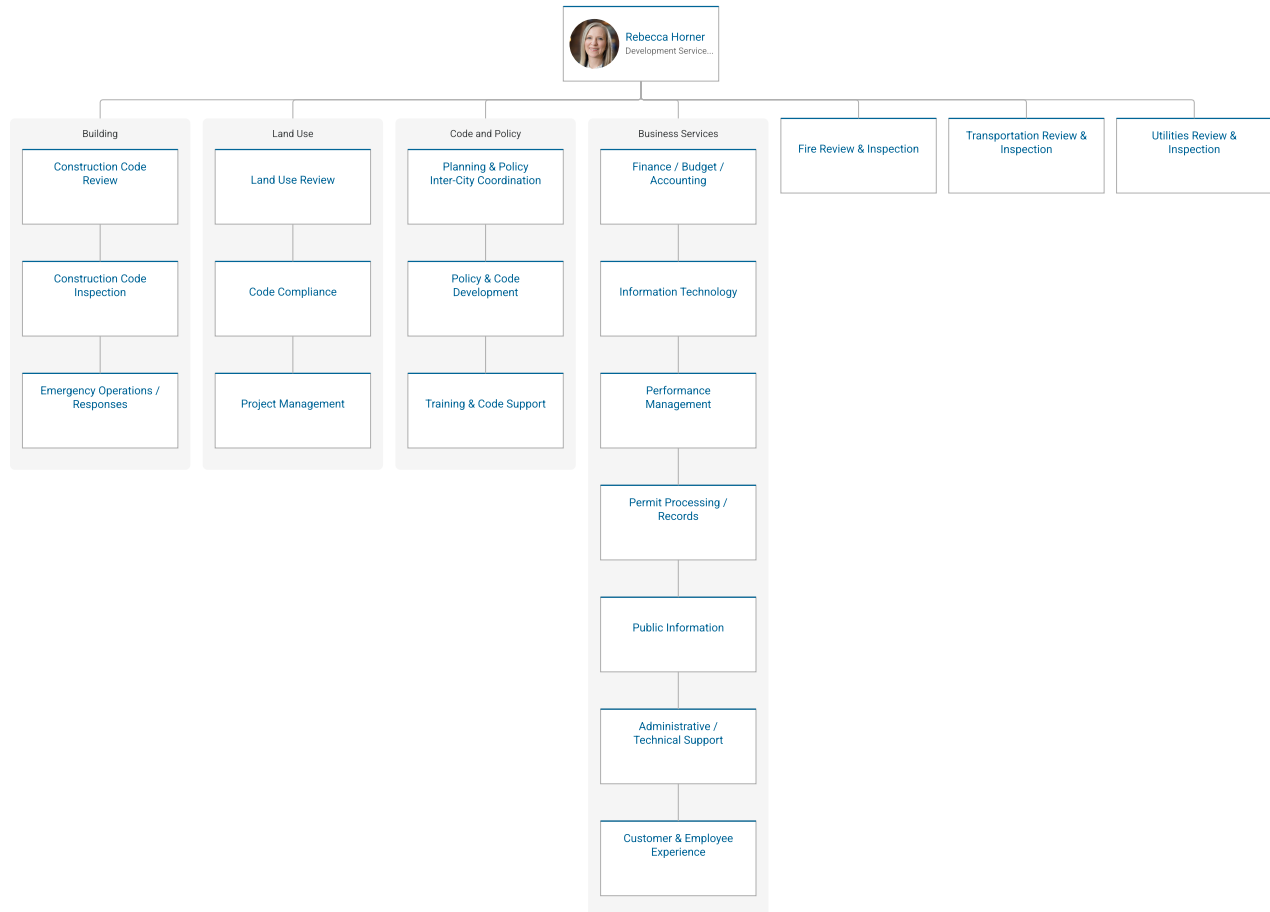 Rebecca Horner
Development Service...
Building
Construction Code
Review
Construction Code
Inspection
Emergency Operations /
Responses
Land Use
Land Use Review
Code Compliance
Project Management
Code and Policy
Planning & Policy
Inter-City Coordination
Policy & Code
Development
Training & Code Support
Business Services
Finance / Budget /
Accounting
Information Technology
Performance
Management
Permit Processing /
Records
Public Information
Administrative /
Technical Support
Customer & Employee
Experience
Fire Review & Inspection
Transportation Review &
Inspection
Utilities Review &
Inspection